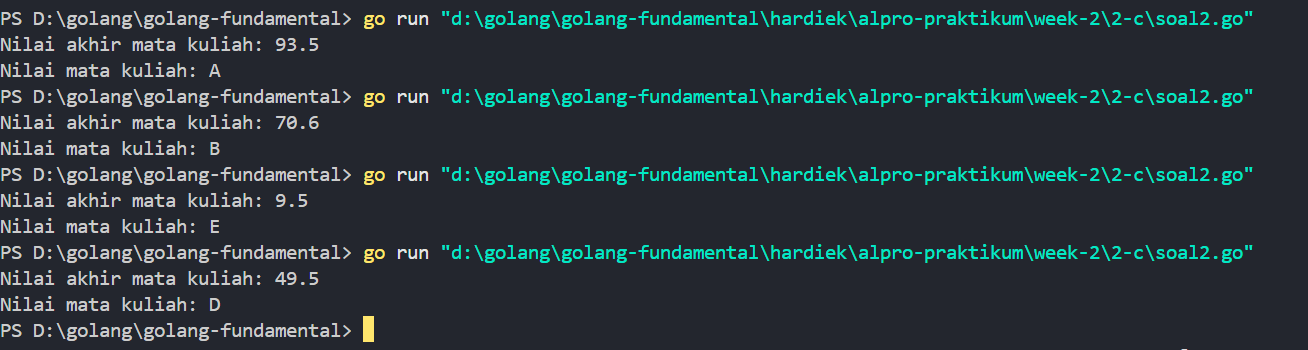 PS D:\golang\golang-fundamental> go run "d:\golang\golang-fundamental\hardiek\alpro-praktikum\week-2\2-c\soal2.go"
Nilai akhir mata kuliah: 93.5
Nilai mata kuliah: A
PS D:\golang\golang-fundamental> go run "d:\golang\golang-fundamental\hardiek\alpro-praktikum\week-2\2-c\soal2.go"
Nilai akhir mata kuliah: 70.6
Nilai mata kuliah: B
PS D:\golang\golang-fundamental> go run "d:\golang\golang-fundamental\hardiek\alpro-praktikum\week-2\2-c\soal2.go"
Nilai akhir mata kuliah: 9.5
Nilai mata kuliah: E
PS D:\golang\golang-fundamental> go run "d:\golang\golang-fundamental\hardiek\alpro-praktikum\week-2\2-c\soal2.go"
Nilai akhir mata kuliah: 49.5
Nilai mata kuliah: D
PS D:\golang\golang-fundamental>